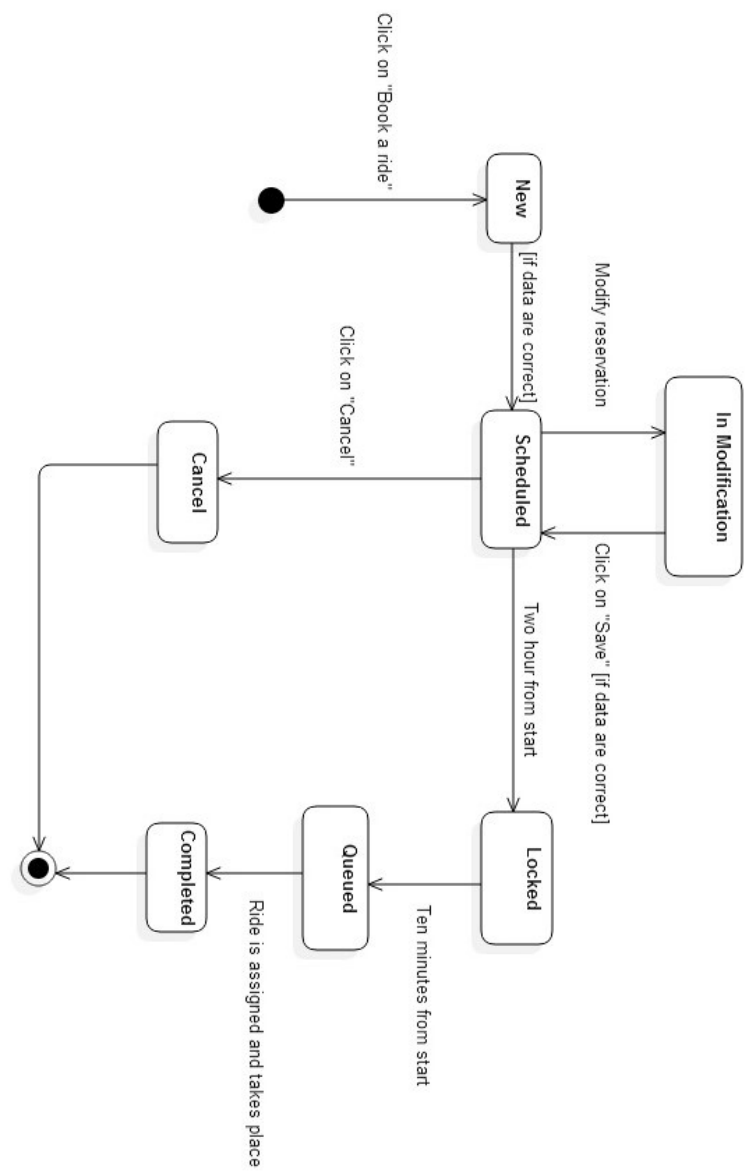 In Modification
Modify reservation
Click on "Save" [if data are correct]
New
[if data are correct]
Scheduled
Two hour from start
Locked
Click on "Book a ride"
Click on "Cancel"
Ten minutes from start
Queued
Cancel
Ride is assigned and takes place
Completed